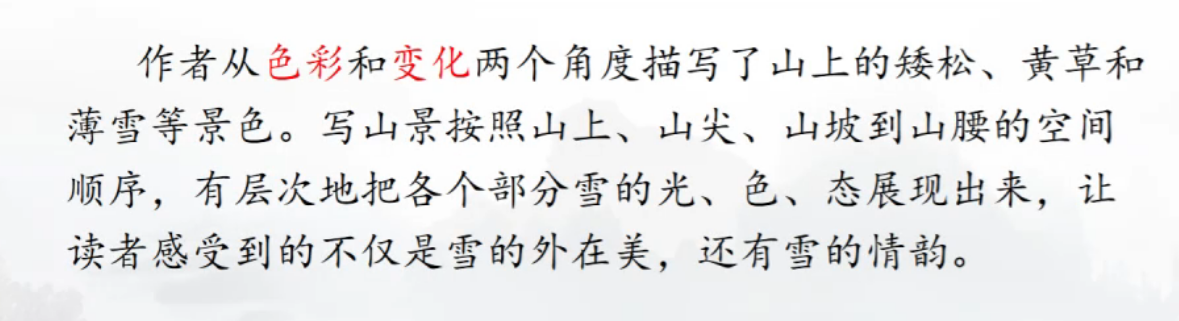 作者从色彩和变化两个角度描写了山上的矮松、黄草和
薄雪等景色。写山景按照山上、山尖、山坡到山腰的空间
顺序，有层次地把各个部分雪的光、色、态展现出来，让
读者感受到的不仅是雪的外在美，还有雪的情韵。